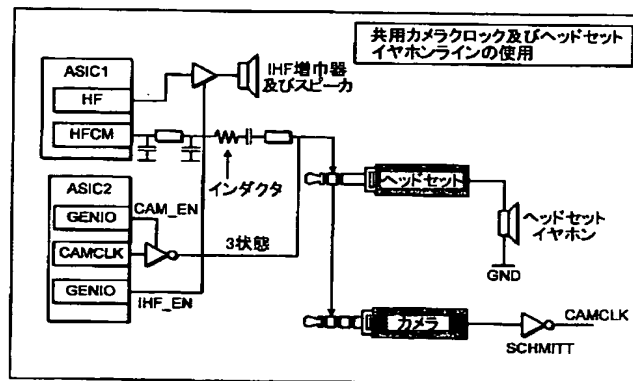 共用カメラクロック及びヘッドセット
イヤホンラインの使用
ASIC1
HF
HFCM
IHF増巾器
及びスピーカ
インダクタ
ASIC2
GENIO
CAM_EN
CAMCLK
3状態
GENIO
IHF_EN
ヘッドセット
ヘッドセット
イヤホン
GND
カメラ
CAMCLK
SCHMITT